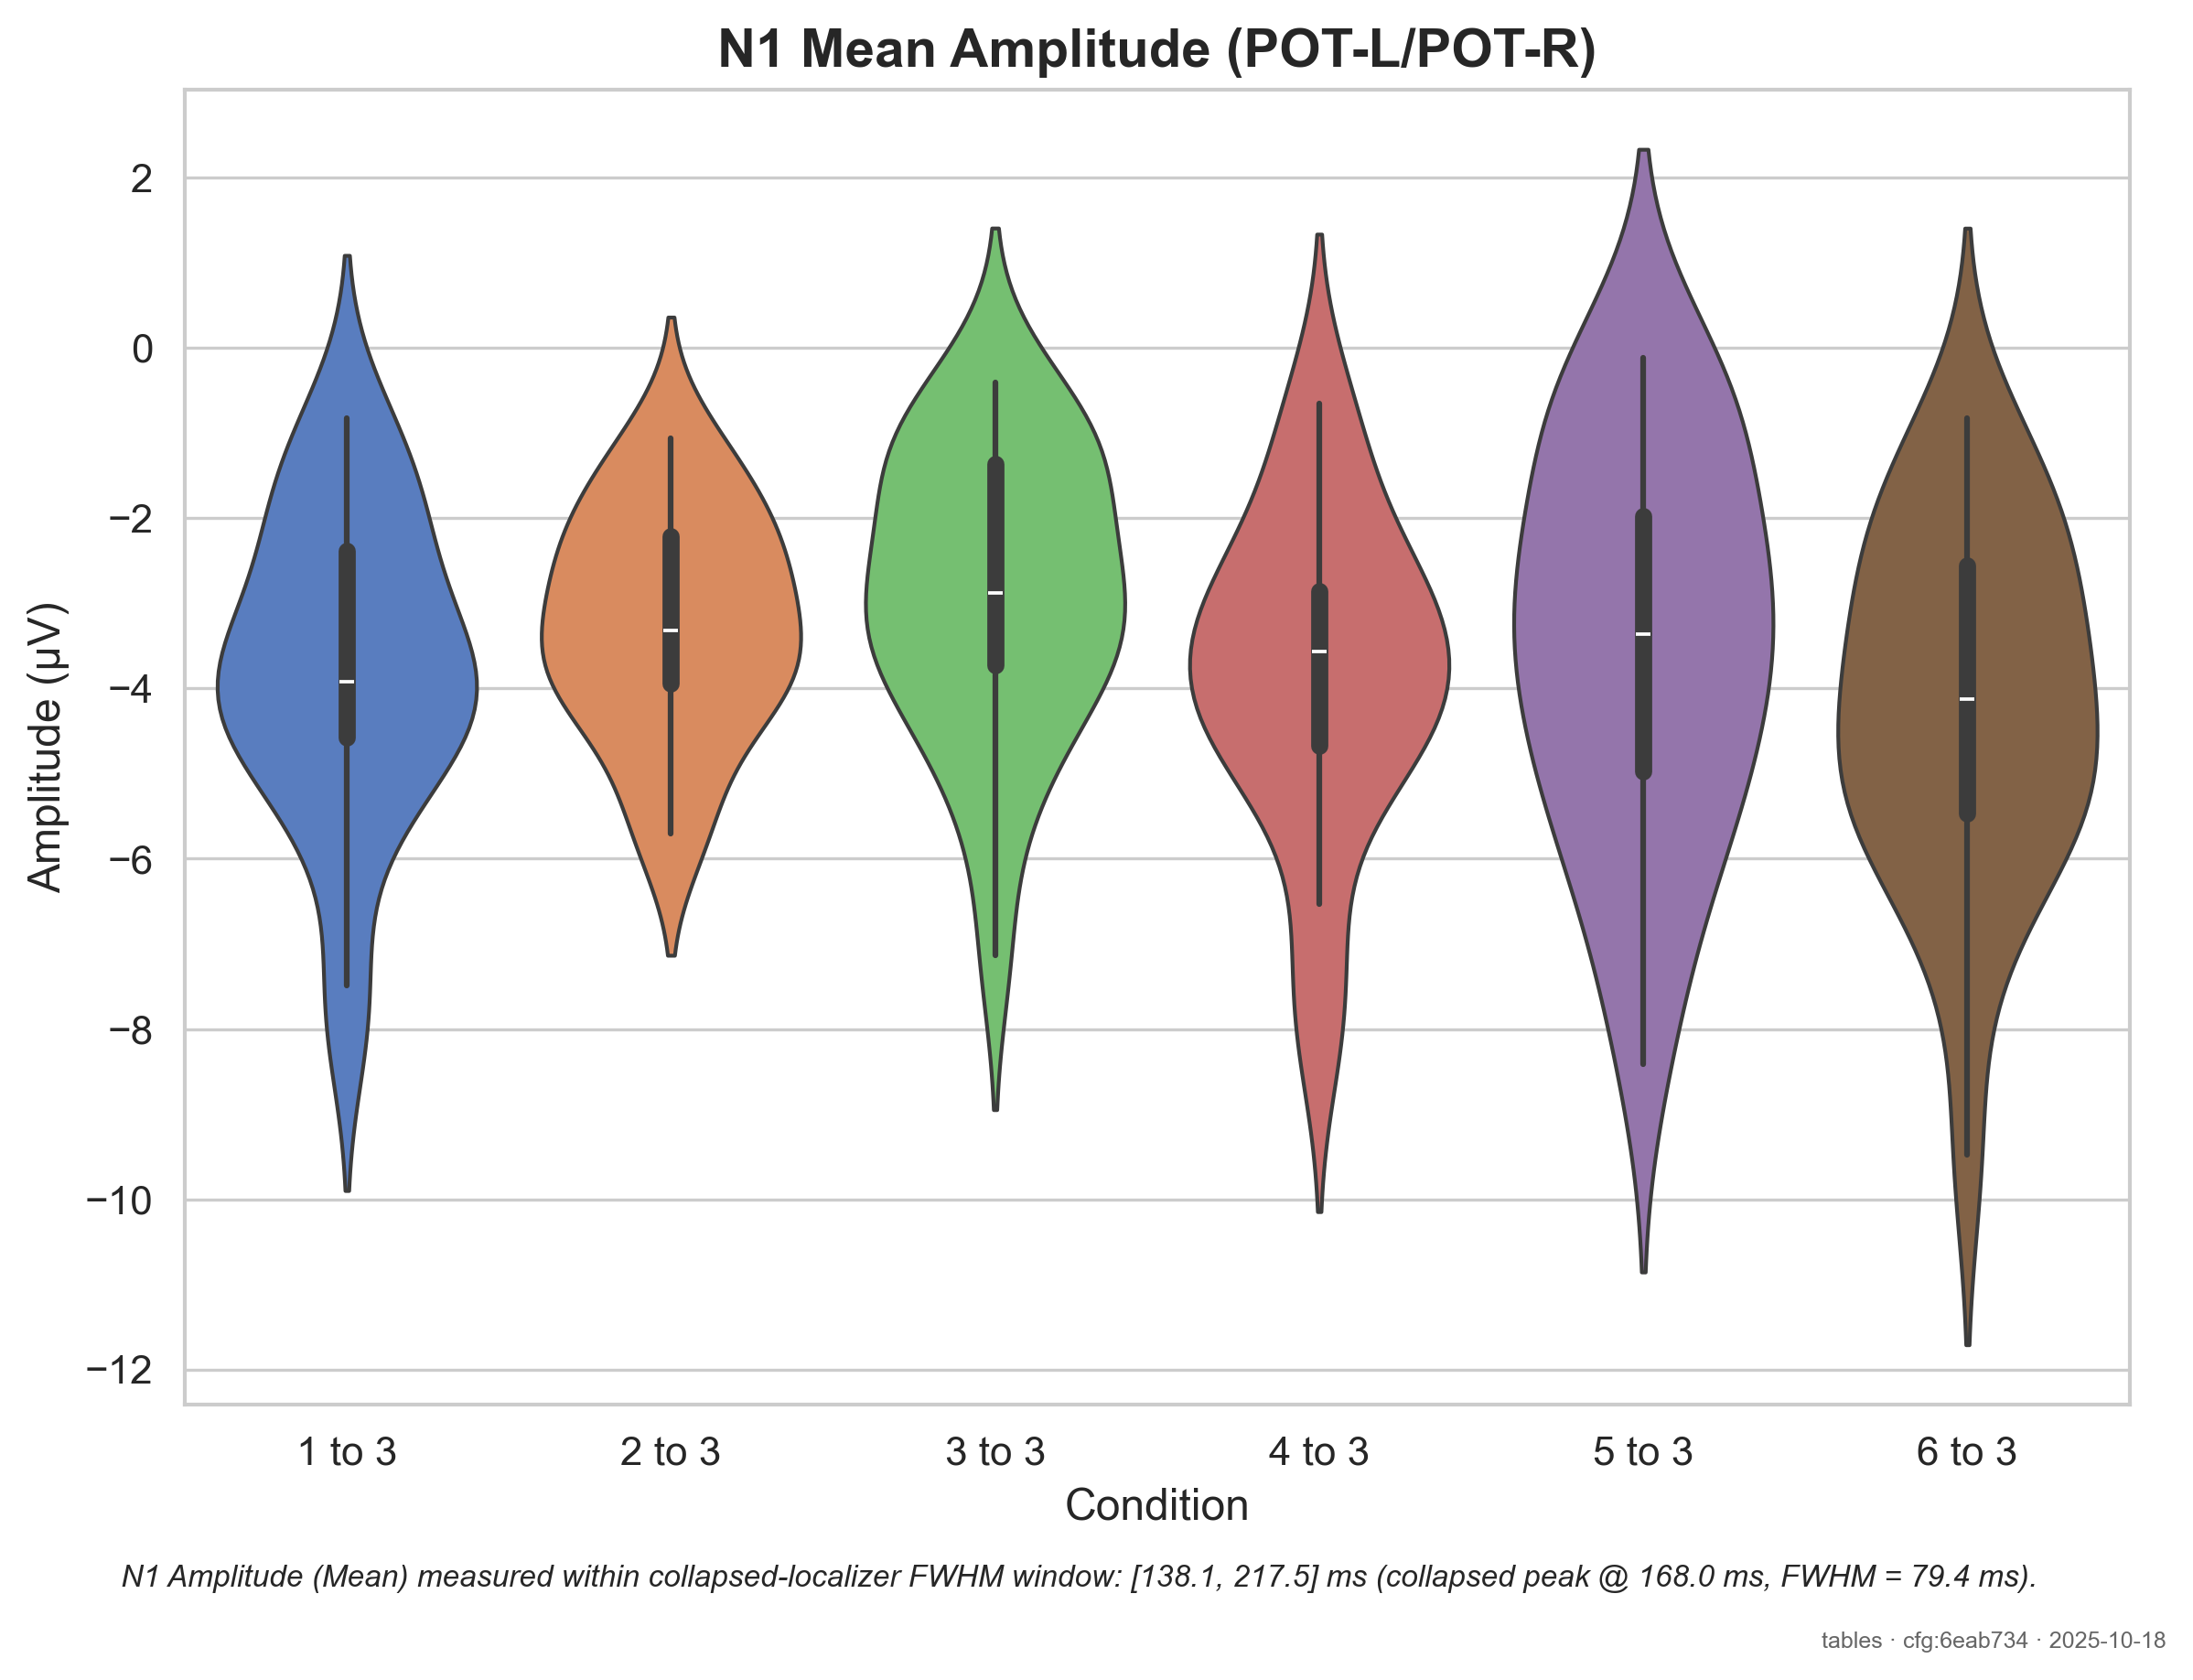 N1 Mean Amplitude (POT-L/POT-R)
Amplitude (µV)
2
0
−2
−4
−6
−8
−10
−12
1 to 3 2 to 3 3 to 3 4 to 3 5 to 3 6 to 3
Condition
N1 Amplitude (Mean) measured within collapsed-localizer FWHM window: [138.1, 217.5] ms (collapsed peak @ 168.0 ms, FWHM = 79.4 ms).
tables · cfg:6eab734 · 2025-10-18